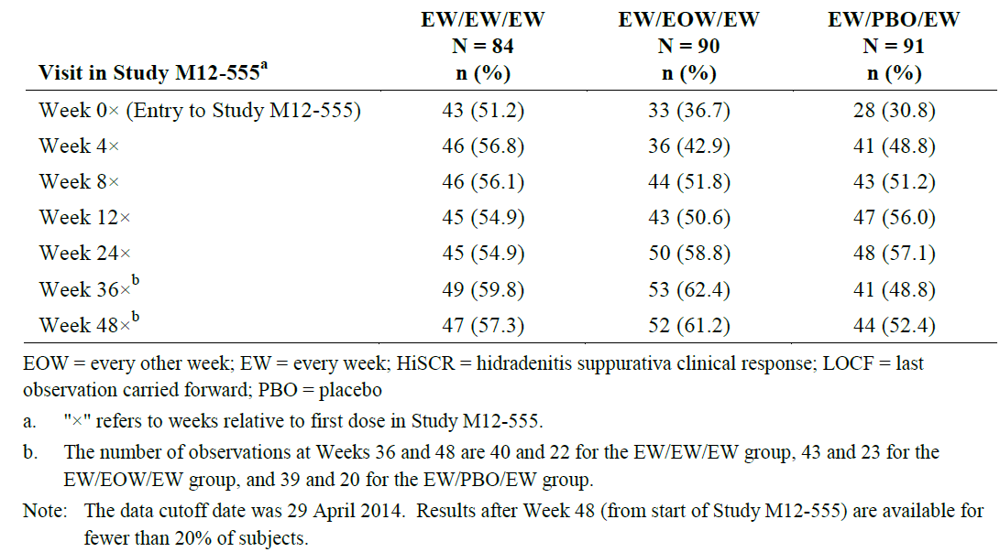 EW/EW/EW EW/EOW/EW EW/PBO/EW
N = 84 N = 90 N = 91
Visit in Study M12-555a n (%) n (%) n (%)
Week 0× (Entry to Study M12-555) 43 (51.2) 33 (36.7) 28 (30.8)
Week 4× 46 (56.8) 36 (42.9) 41 (48.8)
Week 8× 46 (56.1) 44 (51.8) 43 (51.2)
Week 12× 45 (54.9) 43 (50.6) 47 (56.0)
Week 24× 45 (54.9) 50 (58.8) 48 (57.1)
Week 36×b 49 (59.8) 53 (62.4) 41 (48.8)
Week 48×b 47 (57.3) 52 (61.2) 44 (52.4)
EOW = every other week; EW = every week; HiSCR = hidradenitis suppurativa clinical response; LOCF = last
observation carried forward; PBO = placebo
a. "×" refers to weeks relative to first dose in Study M12-555.
b. The number of observations at Weeks 36 and 48 are 40 and 22 for the EW/EW/EW group, 43 and 23 for the
EW/EOW/EW group, and 39 and 20 for the EW/PBO/EW group.
Note: The data cutoff date was 29 April 2014. Results after Week 48 (from start of Study M12-555) are available for
fewer than 20% of subjects.